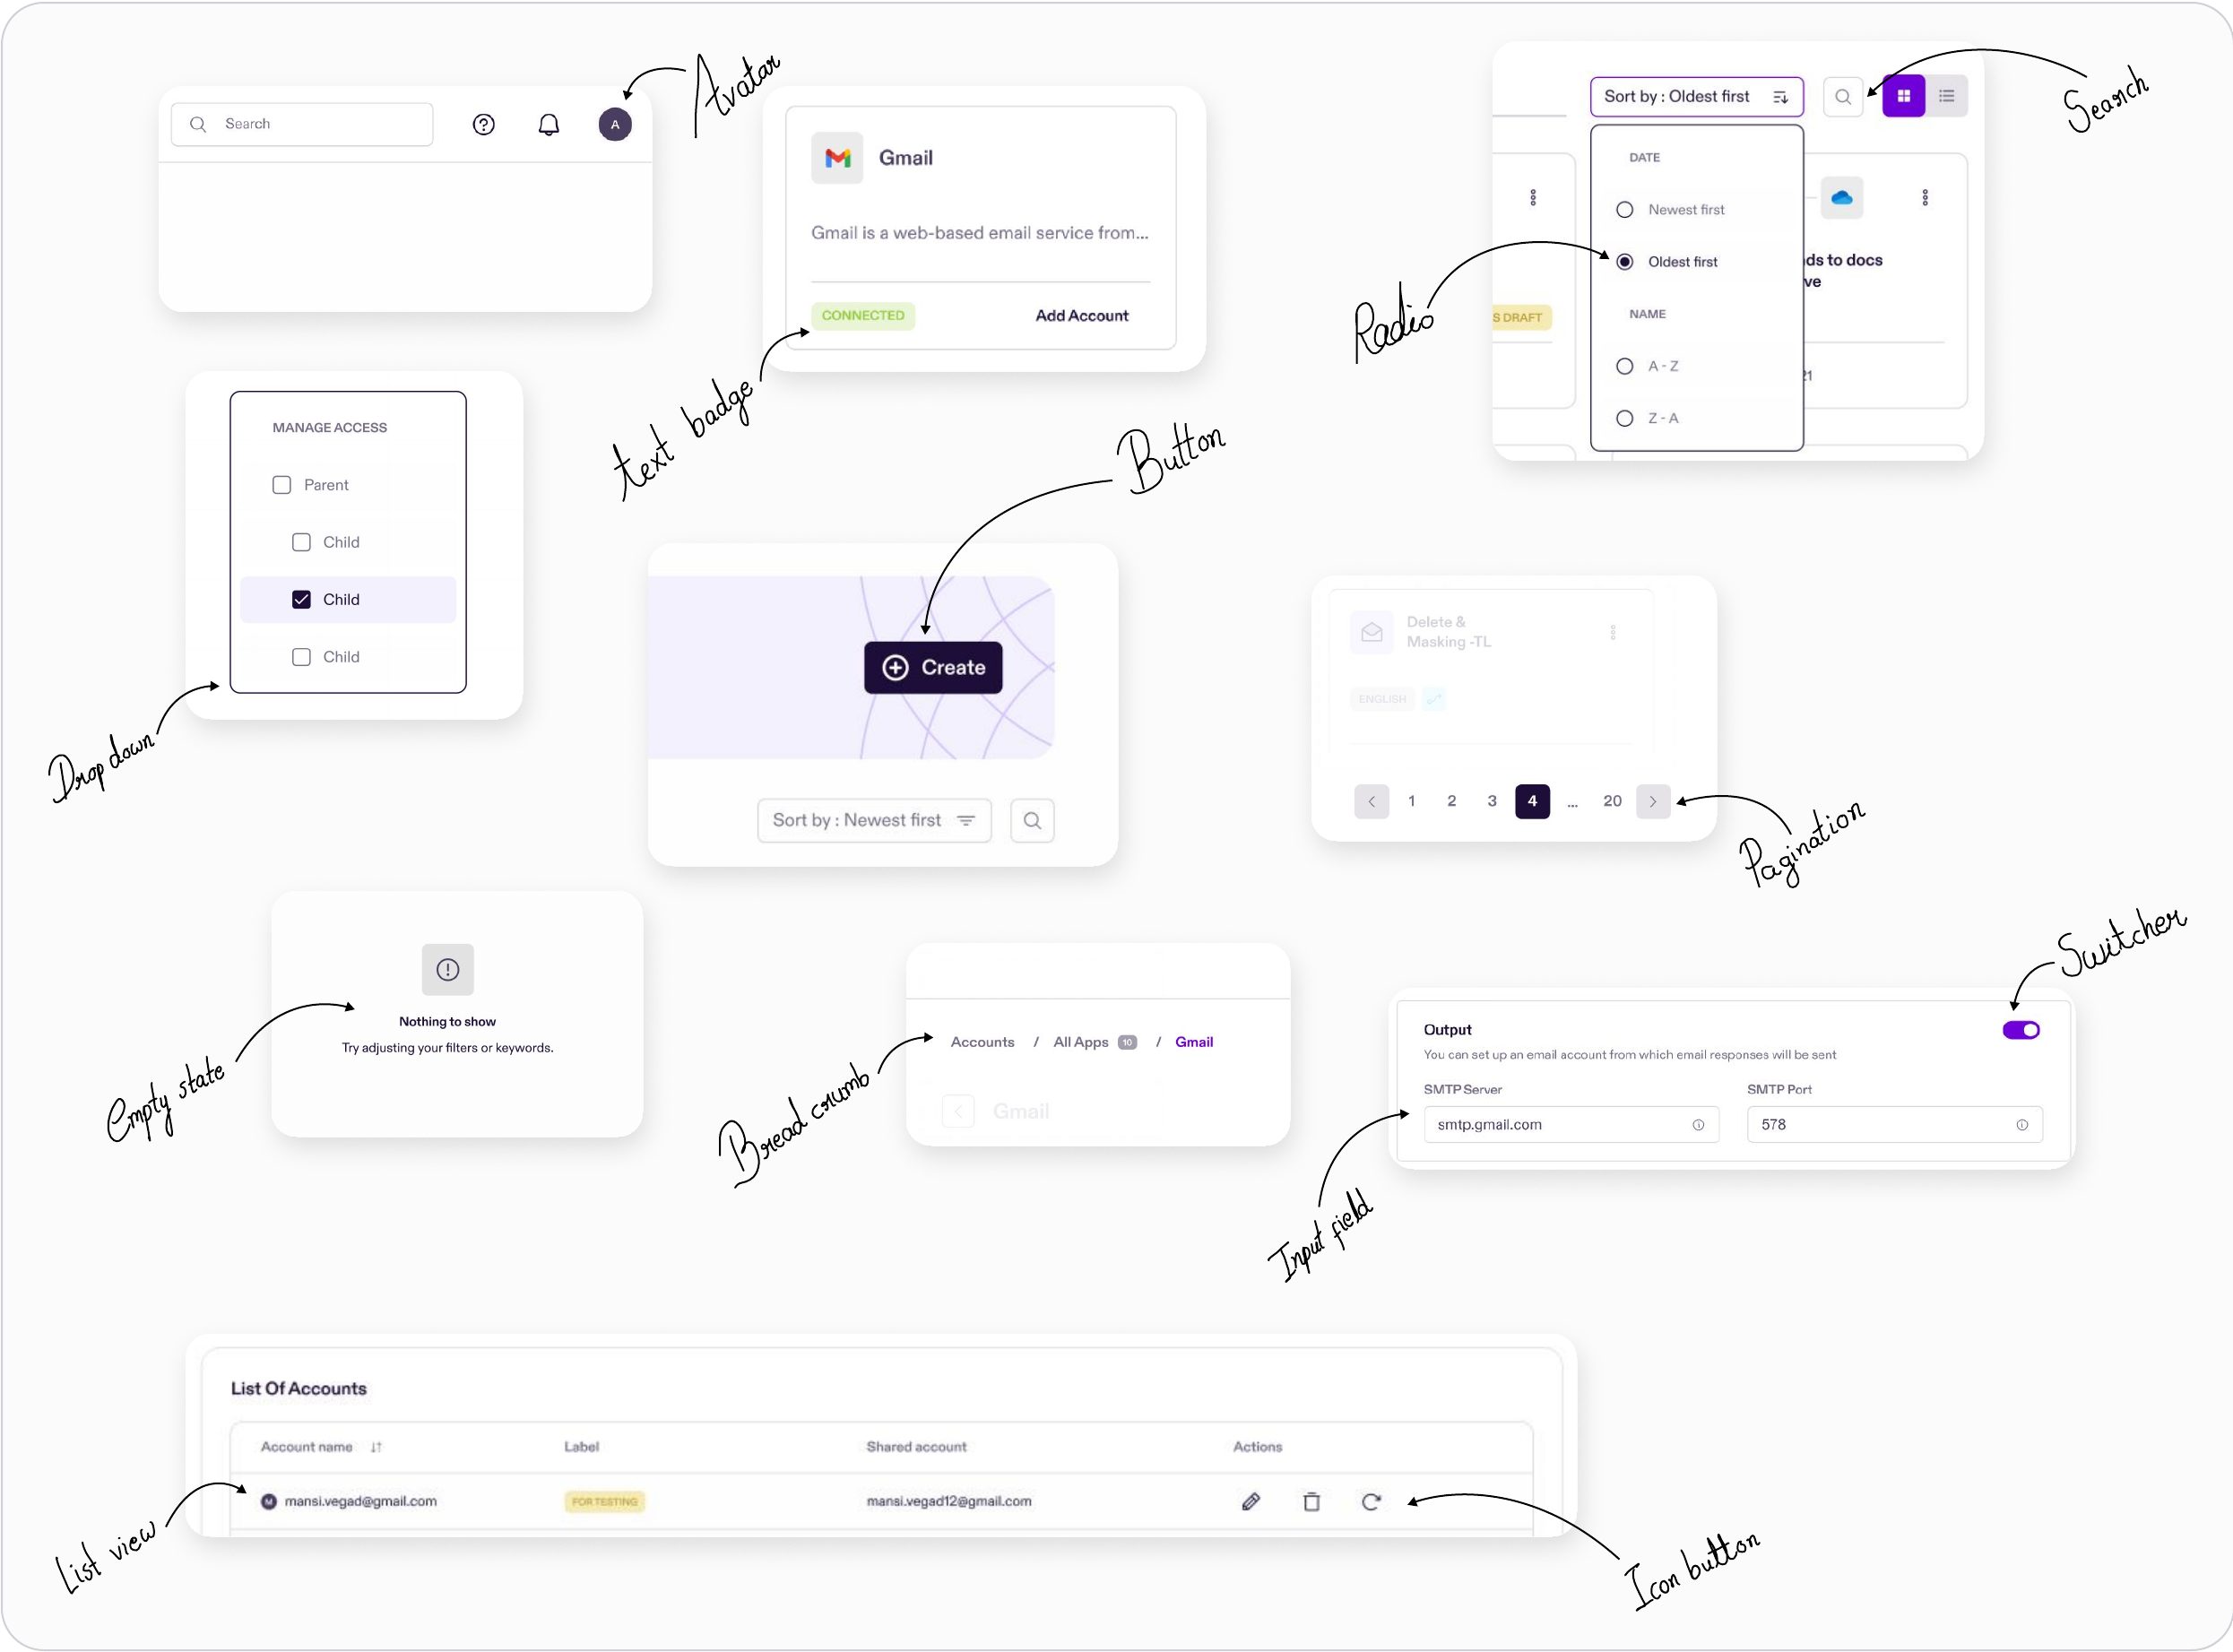 Avatar
Search
A
Gmail
Gmail is a web-based email service from...
CONNECTED
Add Account
text badge
Sort by : Oldest first
Search
DATE
Newest first
Oldest first
NAME
A - Z
Z - A
ds to docs
ve
S DRAFT
21
Radio
MANAGE ACCESS
Parent
Child
Child
Child
Drop down
Button
Create
Sort by : Newest first
Delete &
Masking -TL
ENGLISH
1 2 3 4 ... 20
Pagination
Nothing to show
Try adjusting your filters or keywords.
Empty state
Accounts / All Apps 10 / Gmail
Gmail
Bread crumb
Switcher
Output
You can set up an email account from which email responses will be sent
SMTP Server
SMTP Port
smtp.gmail.com
578
Input field
List Of Accounts
Account name
Label
Shared account
Actions
M
mansi.vegad@gmail.com
FOR TESTING
mansi.vegad12@gmail.com
List view
Icon button